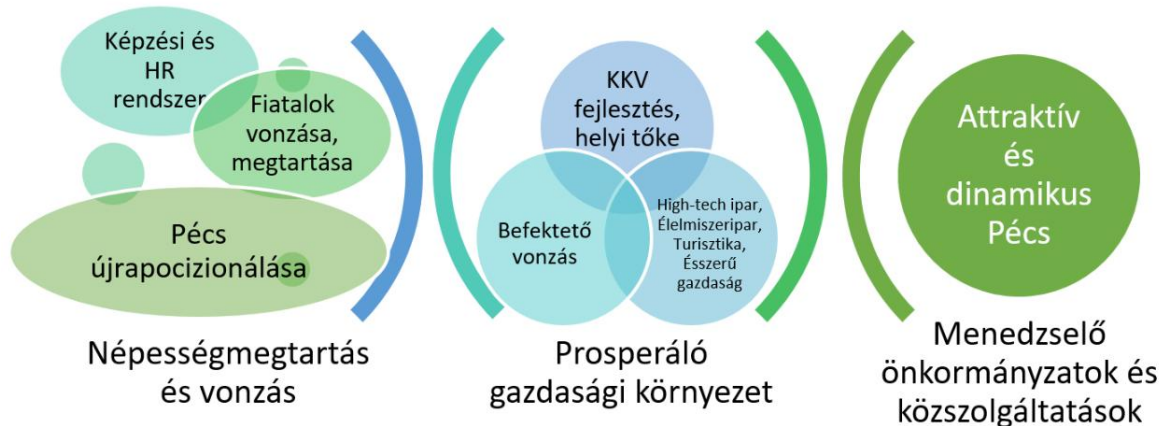 Képzési és
HR
rendszer
Fiatalok
vonzása,
megtartása
Pécs
újrapocizionálása
Népességmegtartás
és vonzás
KKV
fejlesztés,
helyi tőke
Befektető
vonzás
High-tech ipar,
Élelmiszeripar,
Turisztika,
Ésszerű
gazdaság
Prosperáló
gazdasági környezet
Attraktív
és
dinamikus
Pécs
Menedzselő
önkormányzatok és
közszolgáltatások